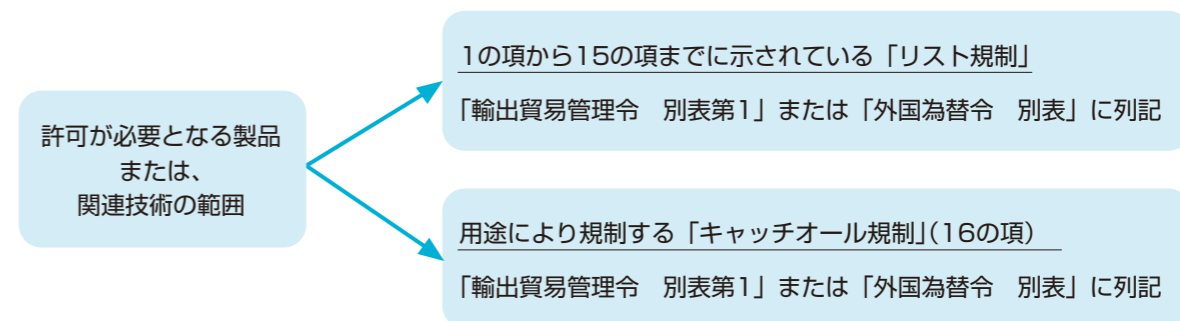 許可が必要となる製品
または、
関連技術の範囲
1の項から15の項までに示されている「リスト規制」
「輸出貿易管理令　別表第1」または「外国為替令　別表」に列記
用途により規制する「キャッチオール規制」（16の項）
「輸出貿易管理令　別表第1」または「外国為替令　別表」に列記